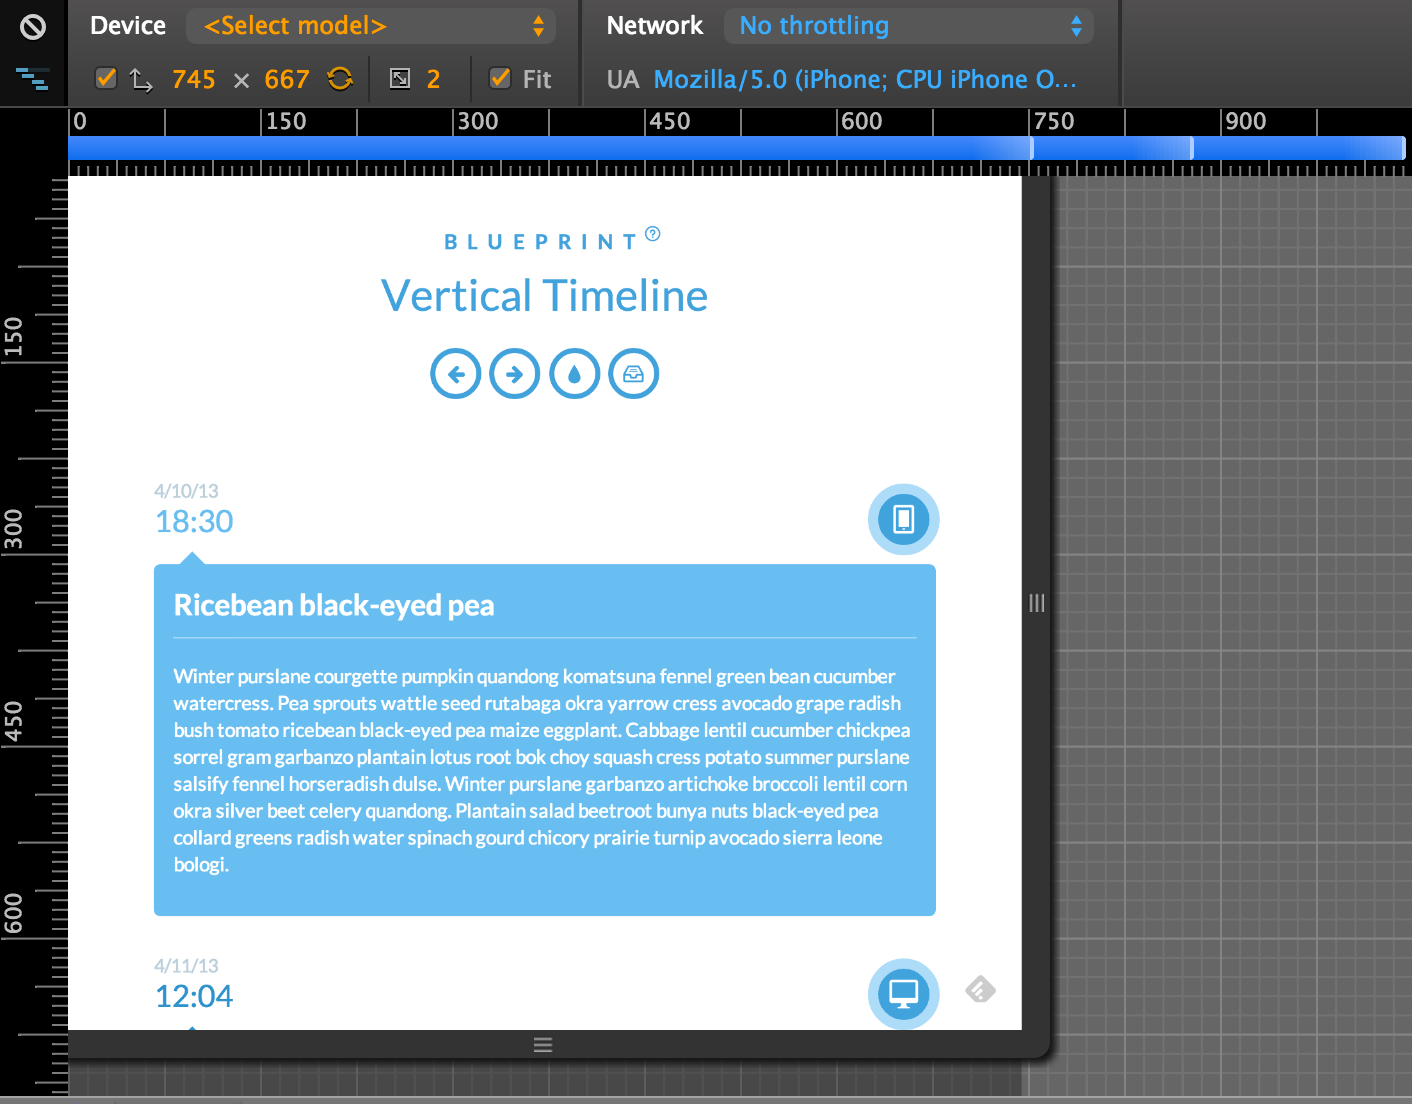 Device <Select model> Network No throttling
745 × 667 2 Fit UA Mozilla/5.0 (iPhone; CPU iPhone O...
0 150 300 450 600 750 900
150
300
450
600
BLUEPRINT ?
Vertical Timeline
4/10/13
18:30
Ricebean black-eyed pea
Winter purslane courgette pumpkin quandong komatsuna fennel green bean cucumber
watercress. Pea sprouts wattle seed rutabaga okra yarrow cress avocado grape radish
bush tomato ricebean black-eyed pea maize eggplant. Cabbage lentil cucumber chickpea
sorrel gram garbanzo plantain lotus root bok choy squash cress potato summer purslane
salsify fennel horseradish dulse. Winter purslane garbanzo artichoke broccoli lentil corn
okra silver beet celery quandong. Plantain salad beetroot bunya nuts black-eyed pea
collard greens radish water spinach gourd chicory prairie turnip avocado sierra leone
bologi.
4/11/13
12:04